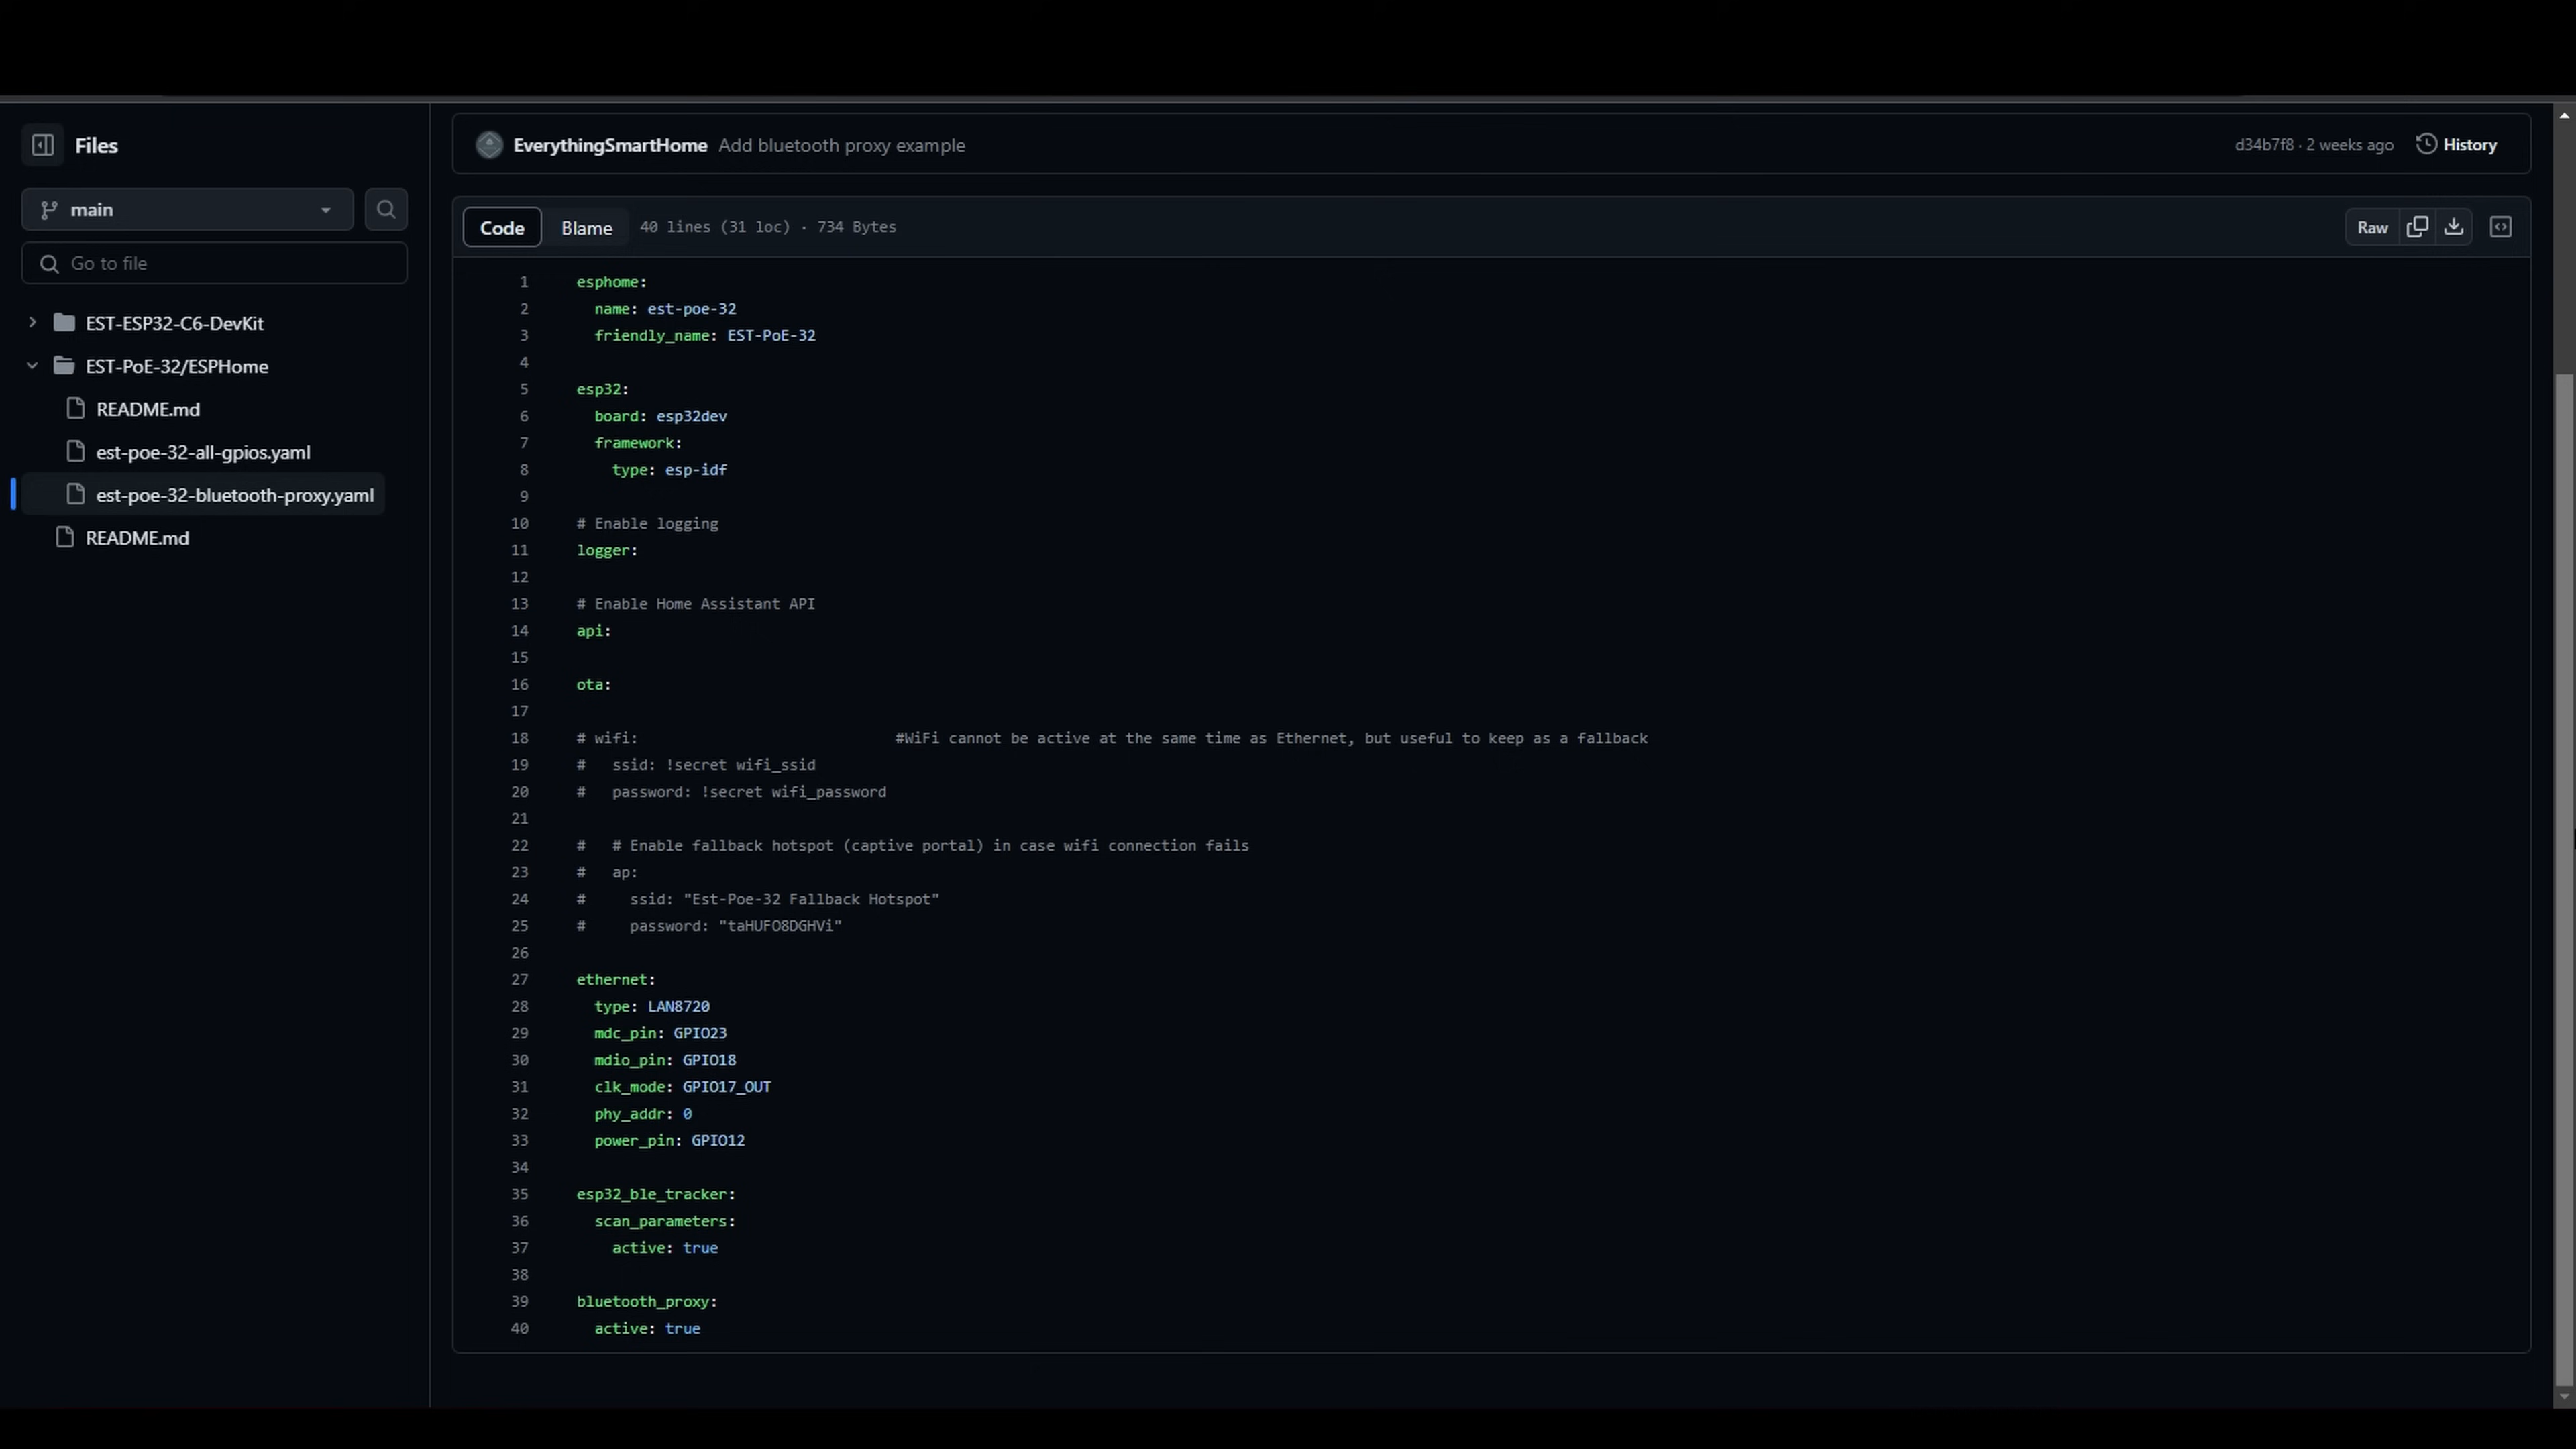 Files
main
Go to file
EST-ESP32-C6-DevKit
EST-PoE-32/ESPHome
README.md
est-poe-32-all-gpios.yaml
est-poe-32-bluetooth-proxy.yaml
README.md
EverythingSmartHome Add bluetooth proxy example d34b7f8 · 2 weeks ago History
Code Blame 40 lines (31 loc) · 734 Bytes Raw
1 esphome:
2   name: est-poe-32
3   friendly_name: EST-PoE-32
4
5 esp32:
6   board: esp32dev
7   framework:
8     type: esp-idf
9
10 # Enable logging
11 logger:
12
13 # Enable Home Assistant API
14 api:
15
16 ota:
17
18 # wifi:                             #WiFi cannot be active at the same time as Ethernet, but useful to keep as a fallback
19 #   ssid: !secret wifi_ssid
20 #   password: !secret wifi_password
21
22 #   # Enable fallback hotspot (captive portal) in case wifi connection fails
23 #   ap:
24 #     ssid: "Est-Poe-32 Fallback Hotspot"
25 #     password: "taHUFO8DGHVi"
26
27 ethernet:
28   type: LAN8720
29   mdc_pin: GPIO23
30   mdio_pin: GPIO18
31   clk_mode: GPIO17_OUT
32   phy_addr: 0
33   power_pin: GPIO12
34
35 esp32_ble_tracker:
36   scan_parameters:
37     active: true
38
39 bluetooth_proxy:
40   active: true